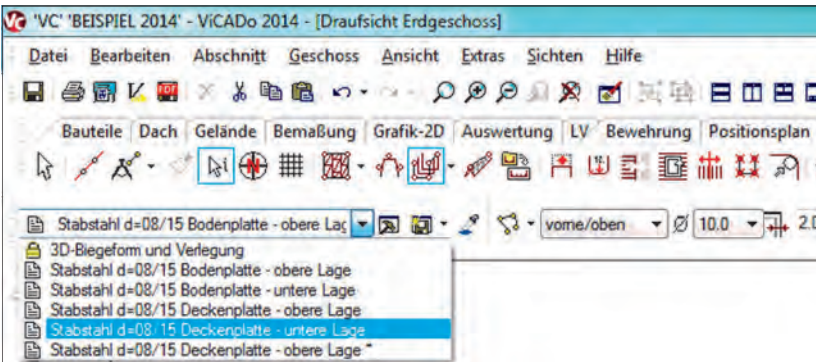 'VC' 'BEISPIEL 2014' - ViCADo 2014 - [Draufsicht Erdgeschoss]
Datei Bearbeiten Abschnitt Geschoss Ansicht Extras Sichten Hilfe
Bauteile Dach Gelände Bemaßung Grafik-2D Auswertung LV Bewehrung Positionsplan
Stabstahl d=08/15 Bodenplatte - obere Lag vorne/oben 10.0 2.0
3D-Biegeform und Verlegung
Stabstahl d=08/15 Bodenplatte - obere Lage
Stabstahl d=08/15 Bodenplatte - untere Lage
Stabstahl d=08/15 Deckenplatte - obere Lage
Stabstahl d=08/15 Deckenplatte - untere Lage
Stabstahl d=08/15 Deckenplatte - obere Lage *